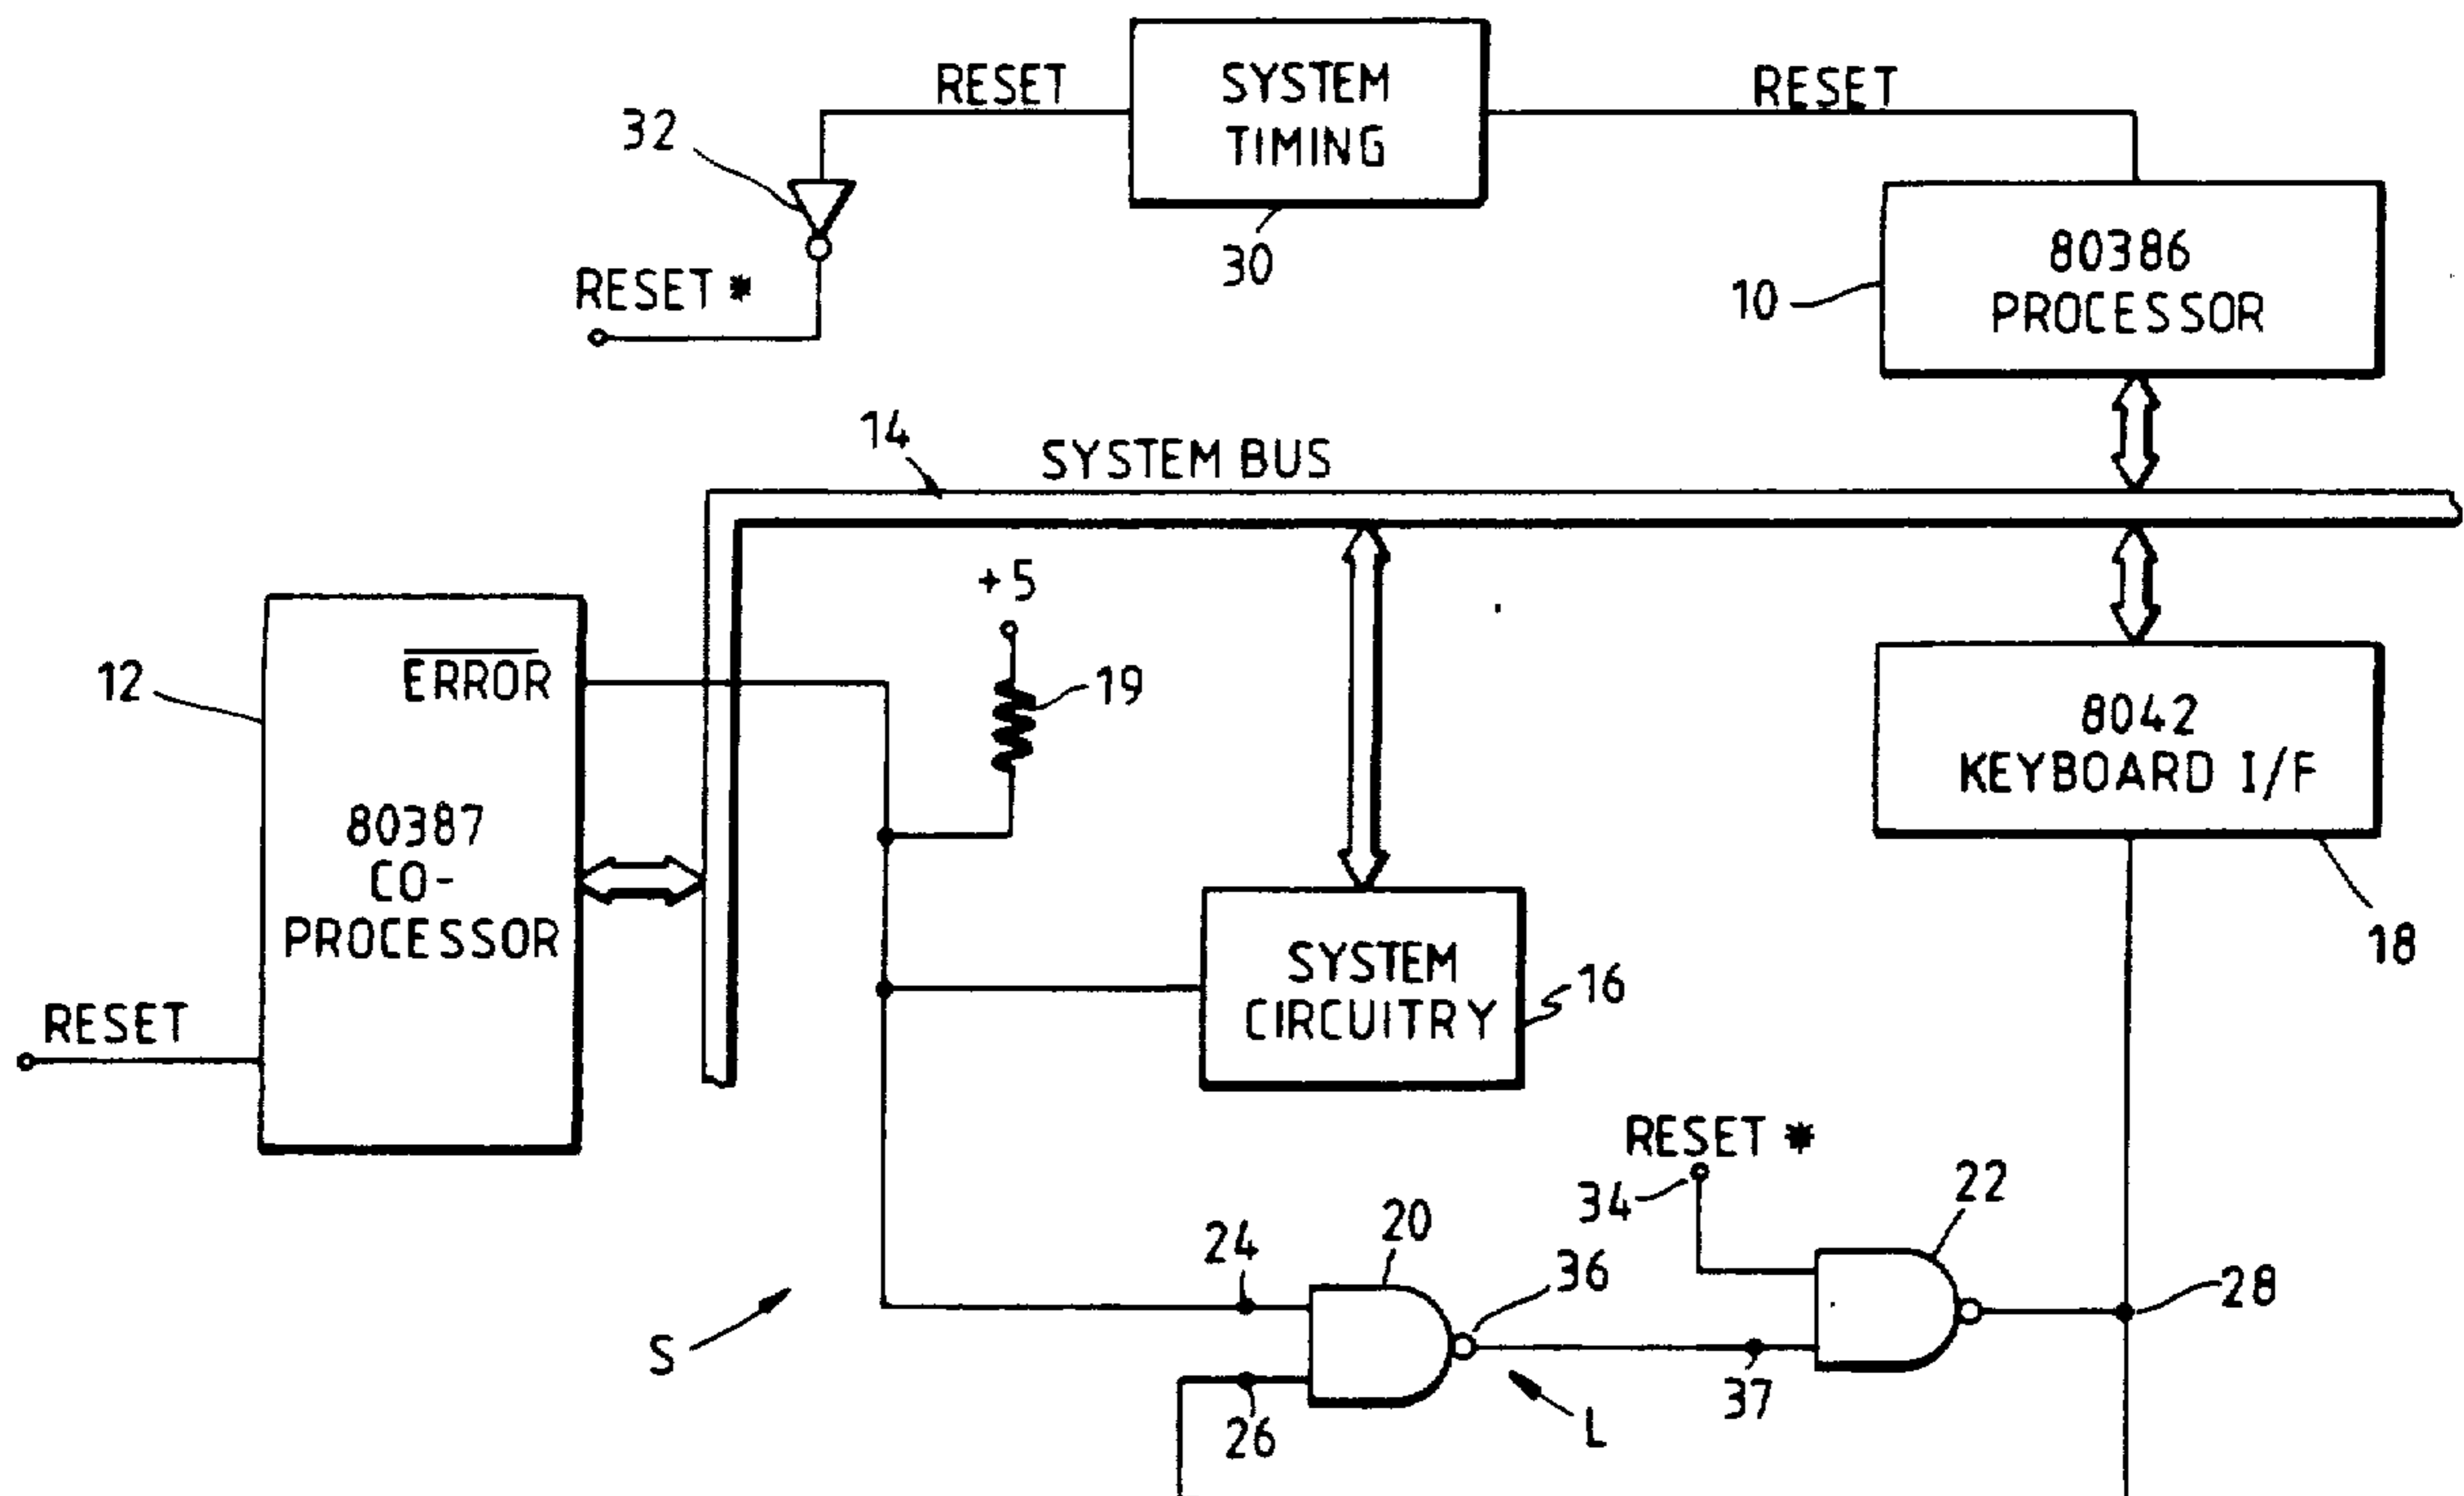 RESET
SYSTEM
TIMING
RESET
32
30
RESET *
80386
PROCESSOR
10
14
SYSTEM BUS
+5
12
ERROR
19
8042
KEYBOARD I/F
80387
CO-
PROCESSOR
18
SYSTEM
CIRCUITRY
16
RESET
RESET *
34
22
24
20
36
28
S
26
L
37